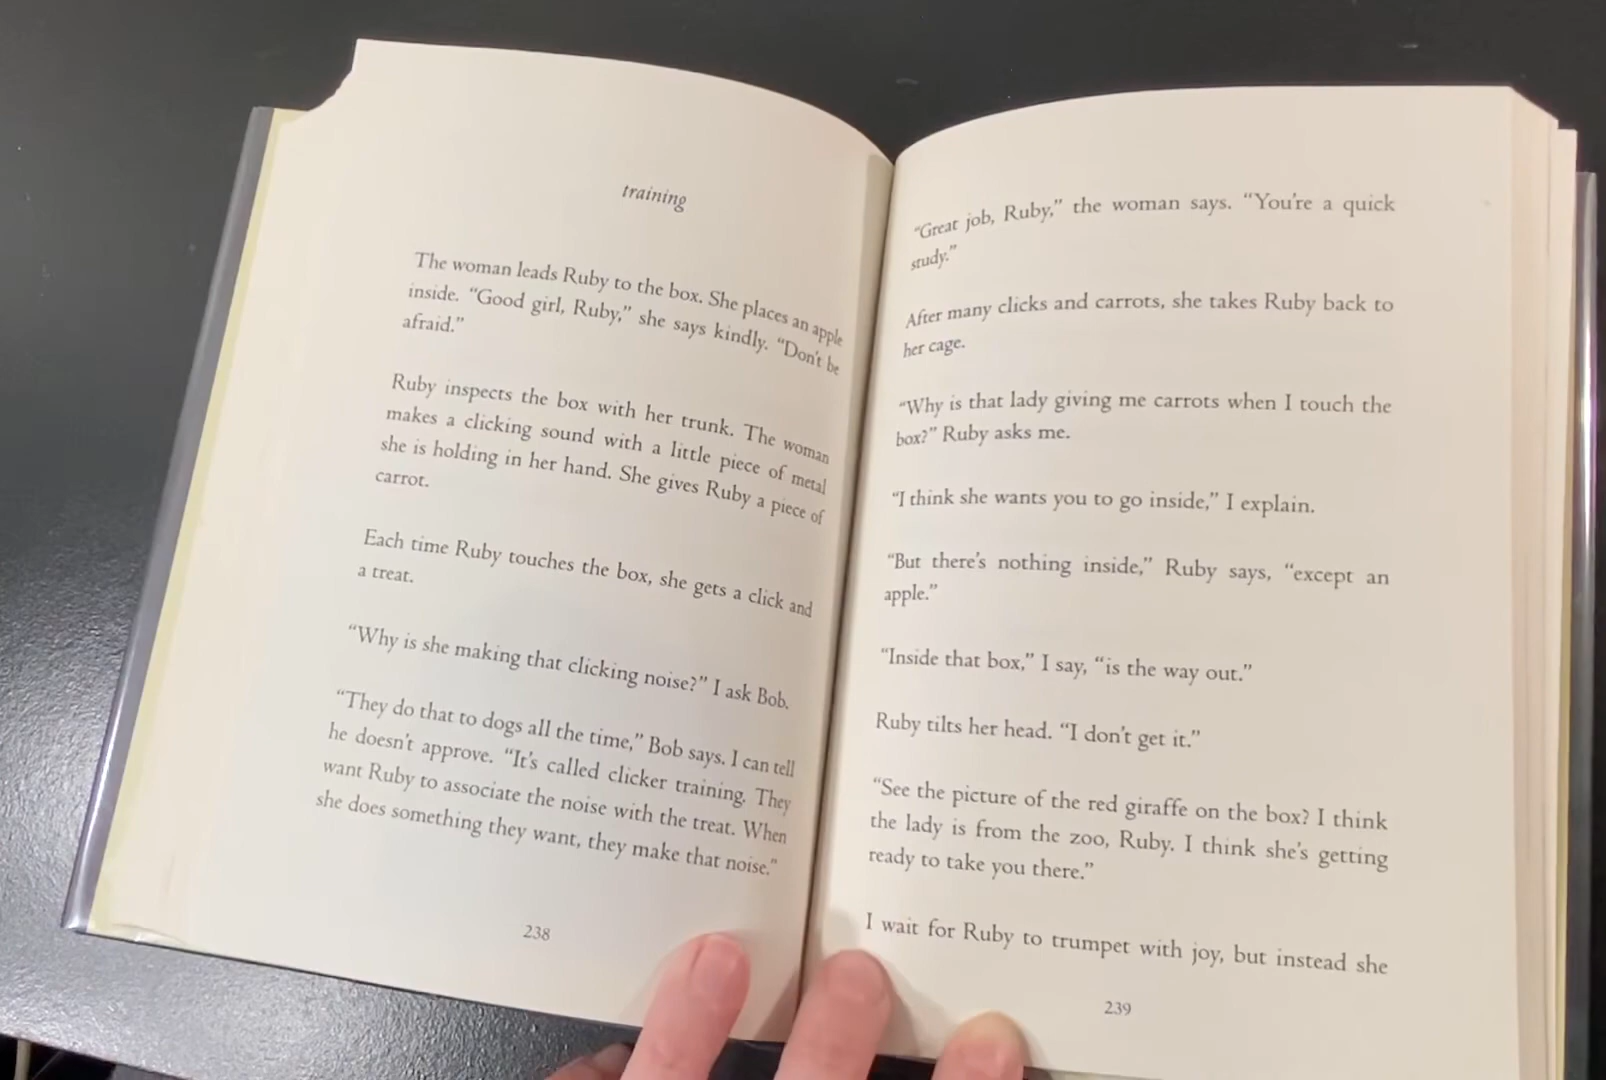 training
The woman leads Ruby to the box. She places an apple
inside. “Good girl, Ruby,” she says kindly. “Don't be
afraid.”
Ruby inspects the box with her trunk. The woman
makes a clicking sound with a little piece of metal
she is holding in her hand. She gives Ruby a piece of
carrot.
Each time Ruby touches the box, she gets a click and
a treat.
“Why is she making that clicking noise?” I ask Bob.
“They do that to dogs all the time,” Bob says. I can tell
he doesn't approve. “It's called clicker training. They
want Ruby to associate the noise with the treat. When
she does something they want, they make that noise.”
238
“Great job, Ruby,” the woman says. “You're a quick
study.”
After many clicks and carrots, she takes Ruby back to
her cage.
“Why is that lady giving me carrots when I touch the
box?” Ruby asks me.
“I think she wants you to go inside,” I explain.
“But there's nothing inside,” Ruby says, “except an
apple.”
“Inside that box,” I say, “is the way out.”
Ruby tilts her head. “I don't get it.”
“See the picture of the red giraffe on the box? I think
the lady is from the zoo, Ruby. I think she's getting
ready to take you there.”
I wait for Ruby to trumpet with joy, but instead she
239